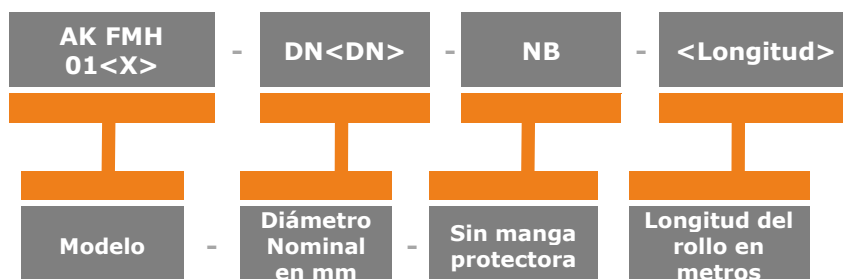 AK FMH
01<X>
-
DN<DN>
-
NB
-
<Longitud>
Modelo
-
Diámetro
Nominal
en mm
-
Sin manga
protectora
Longitud del
rollo en
metros